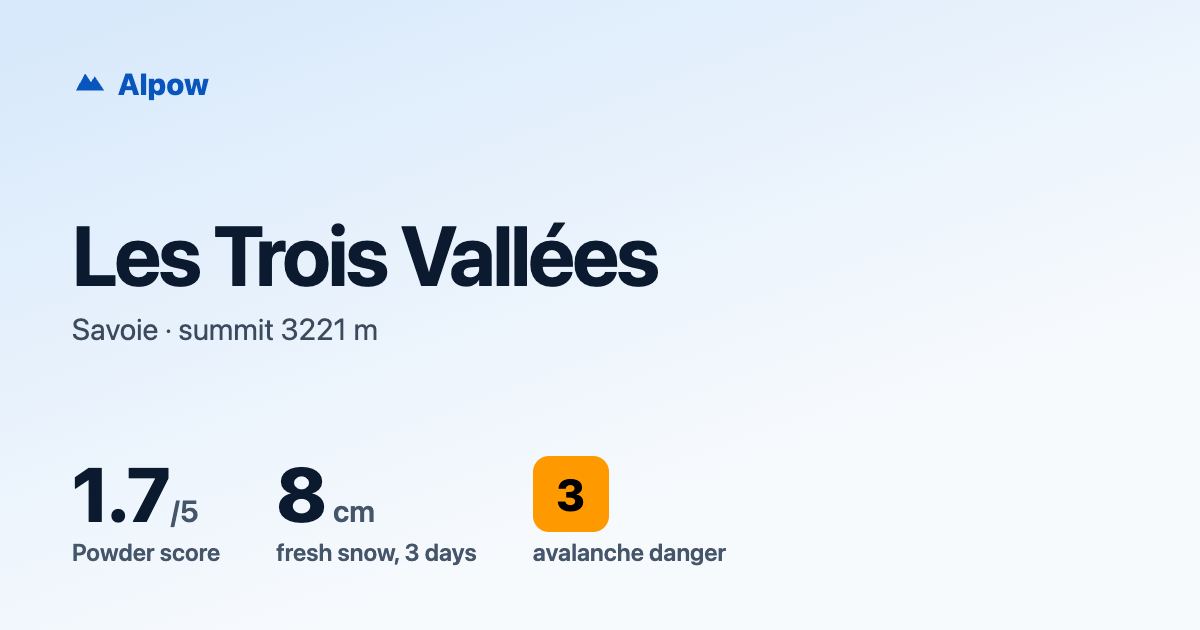 Alpow
Les Trois Vallées
Savoie · summit 3221 m
1.7/5 8 cm 3
Powder score fresh snow, 3 days avalanche danger